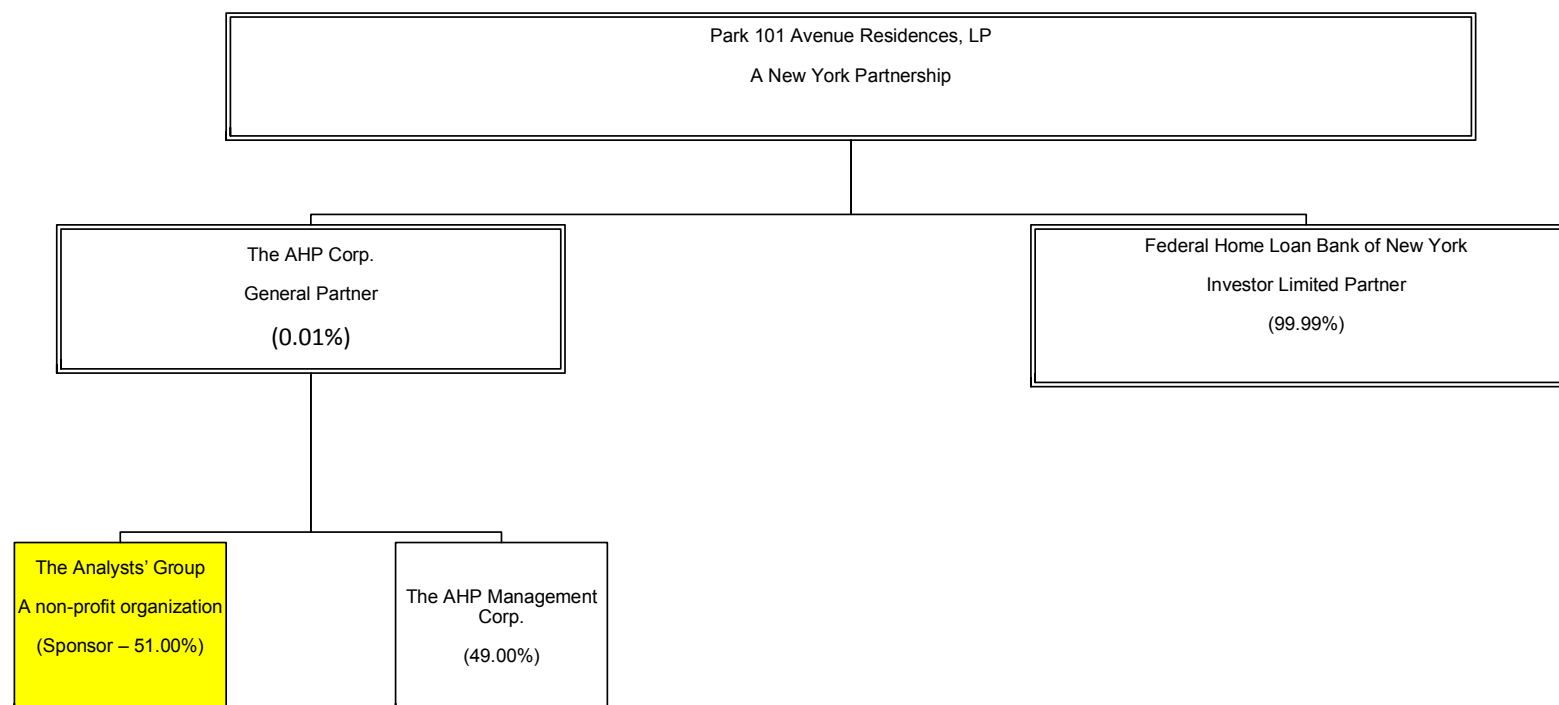 Park 101 Avenue Residences, LP
A New York Partnership
The AHP Corp.
General Partner
(0.01%)
Federal Home Loan Bank of New York
Investor Limited Partner
(99.99%)
The Analysts’ Group
A non-profit organization
(Sponsor – 51.00%)
The AHP Management
Corp.
(49.00%)